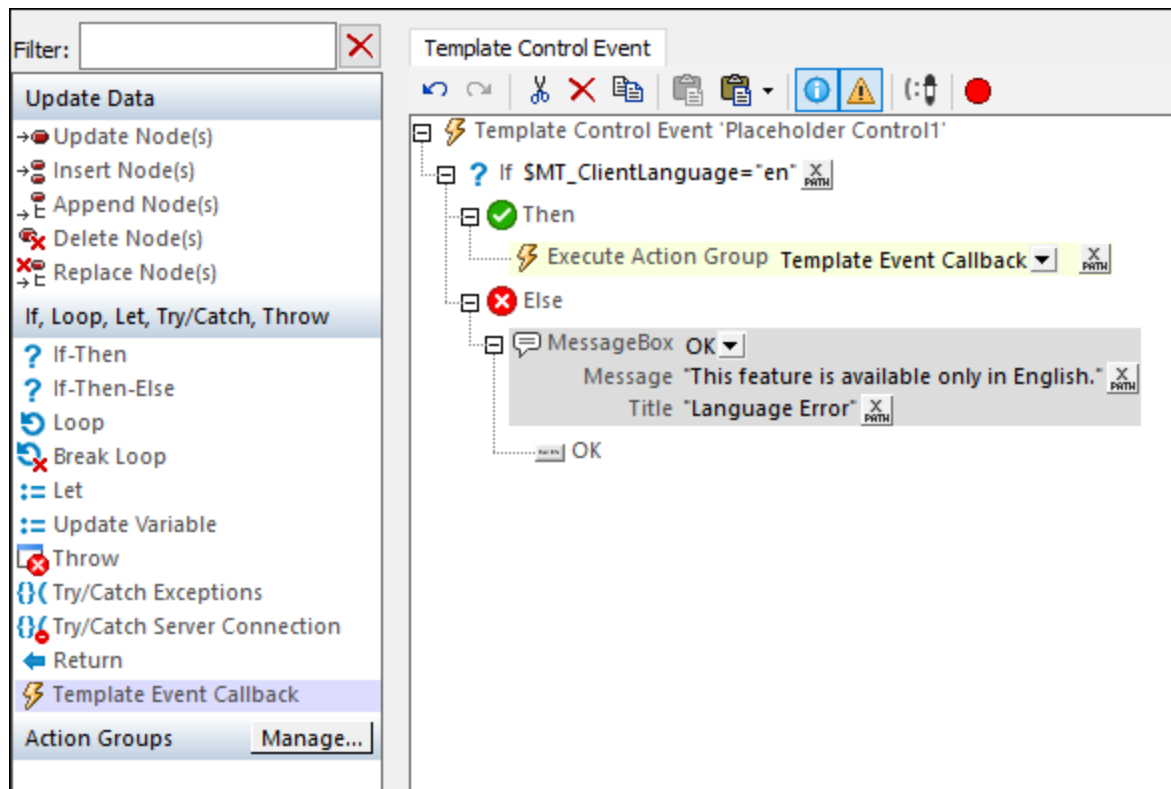 Filter:
Update Data
Update Node(s)
Insert Node(s)
Append Node(s)
Delete Node(s)
Replace Node(s)
If, Loop, Let, Try/Catch, Throw
If-Then
If-Then-Else
Loop
Break Loop
Let
Update Variable
Throw
Try/Catch Exceptions
Try/Catch Server Connection
Return
Template Event Callback
Action Groups Manage...
Template Control Event
Template Control Event 'Placeholder Control1'
If $MT_ClientLanguage="en" X PATH
Then
Execute Action Group Template Event Callback X PATH
Else
MessageBox OK
Message "This feature is available only in English." X PATH
Title "Language Error" X PATH
OK